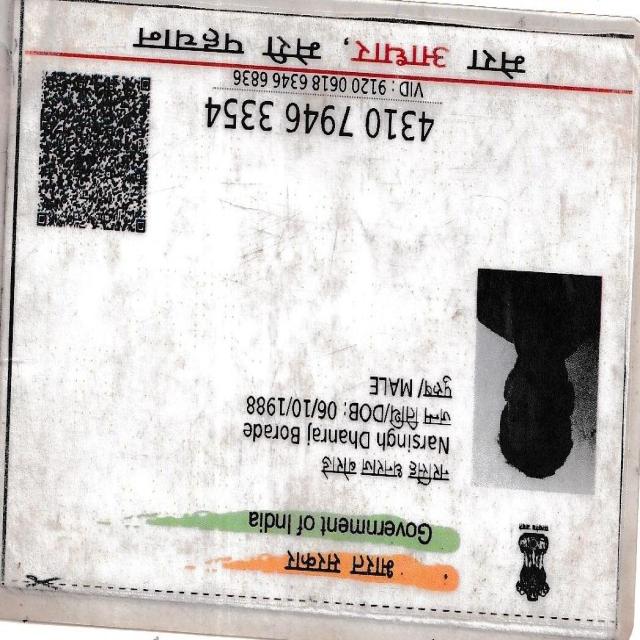 भारत सरकार
Government of India
नरसिंह धनराज बोराडे
Narsingh Dhanraj Borade
जन्म तिथि/DOB: 06/10/1988
पुरुष/ MALE
4310 7946 3354
VID : 9120 0618 6346 6836
मेरा आधार, मेरी पहचान